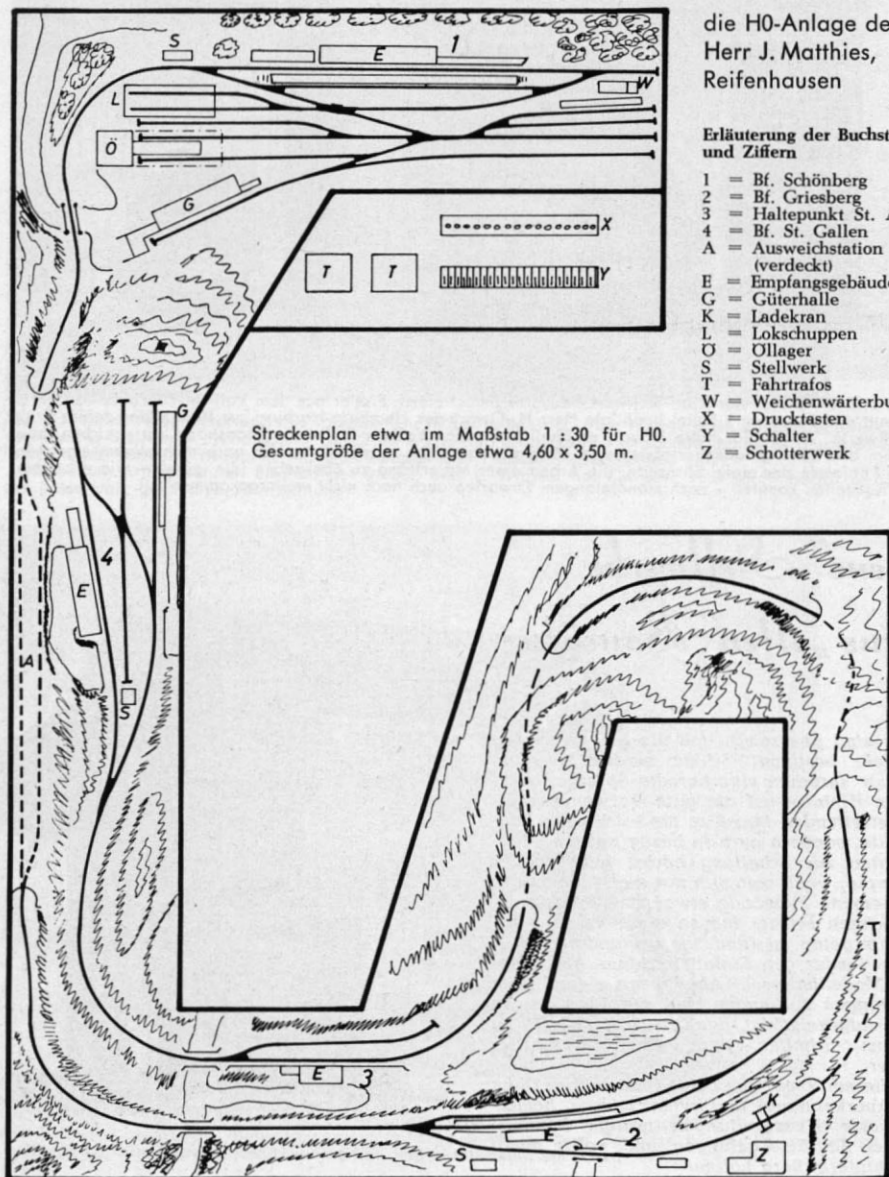 die H0-Anlage de
Herr J. Matthies,
Reifenhausen
Erläuterung der Buchst
und Ziffern
1 = Bf. Schönberg
2 = Bf. Griesberg
3 = Haltepunkt St. A
4 = Bf. St. Gallen
A = Ausweichstation
(verdeckt)
E = Empfangsgebäude
G = Güterhalle
K = Ladekran
L = Lokschuppen
Ö = Öllager
S = Stellwerk
T = Fahrtrafos
W = Weichenwärterbu
X = Drucktasten
Y = Schalter
Z = Schotterwerk
S E 1
L W
Ö
G
X
T T Y
Streckenplan etwa im Maßstab 1 : 30 für H0.
Gesamtgröße der Anlage etwa 4,60 x 3,50 m.
G
4
E
A
S
T
E 3
K
E 2
S Z